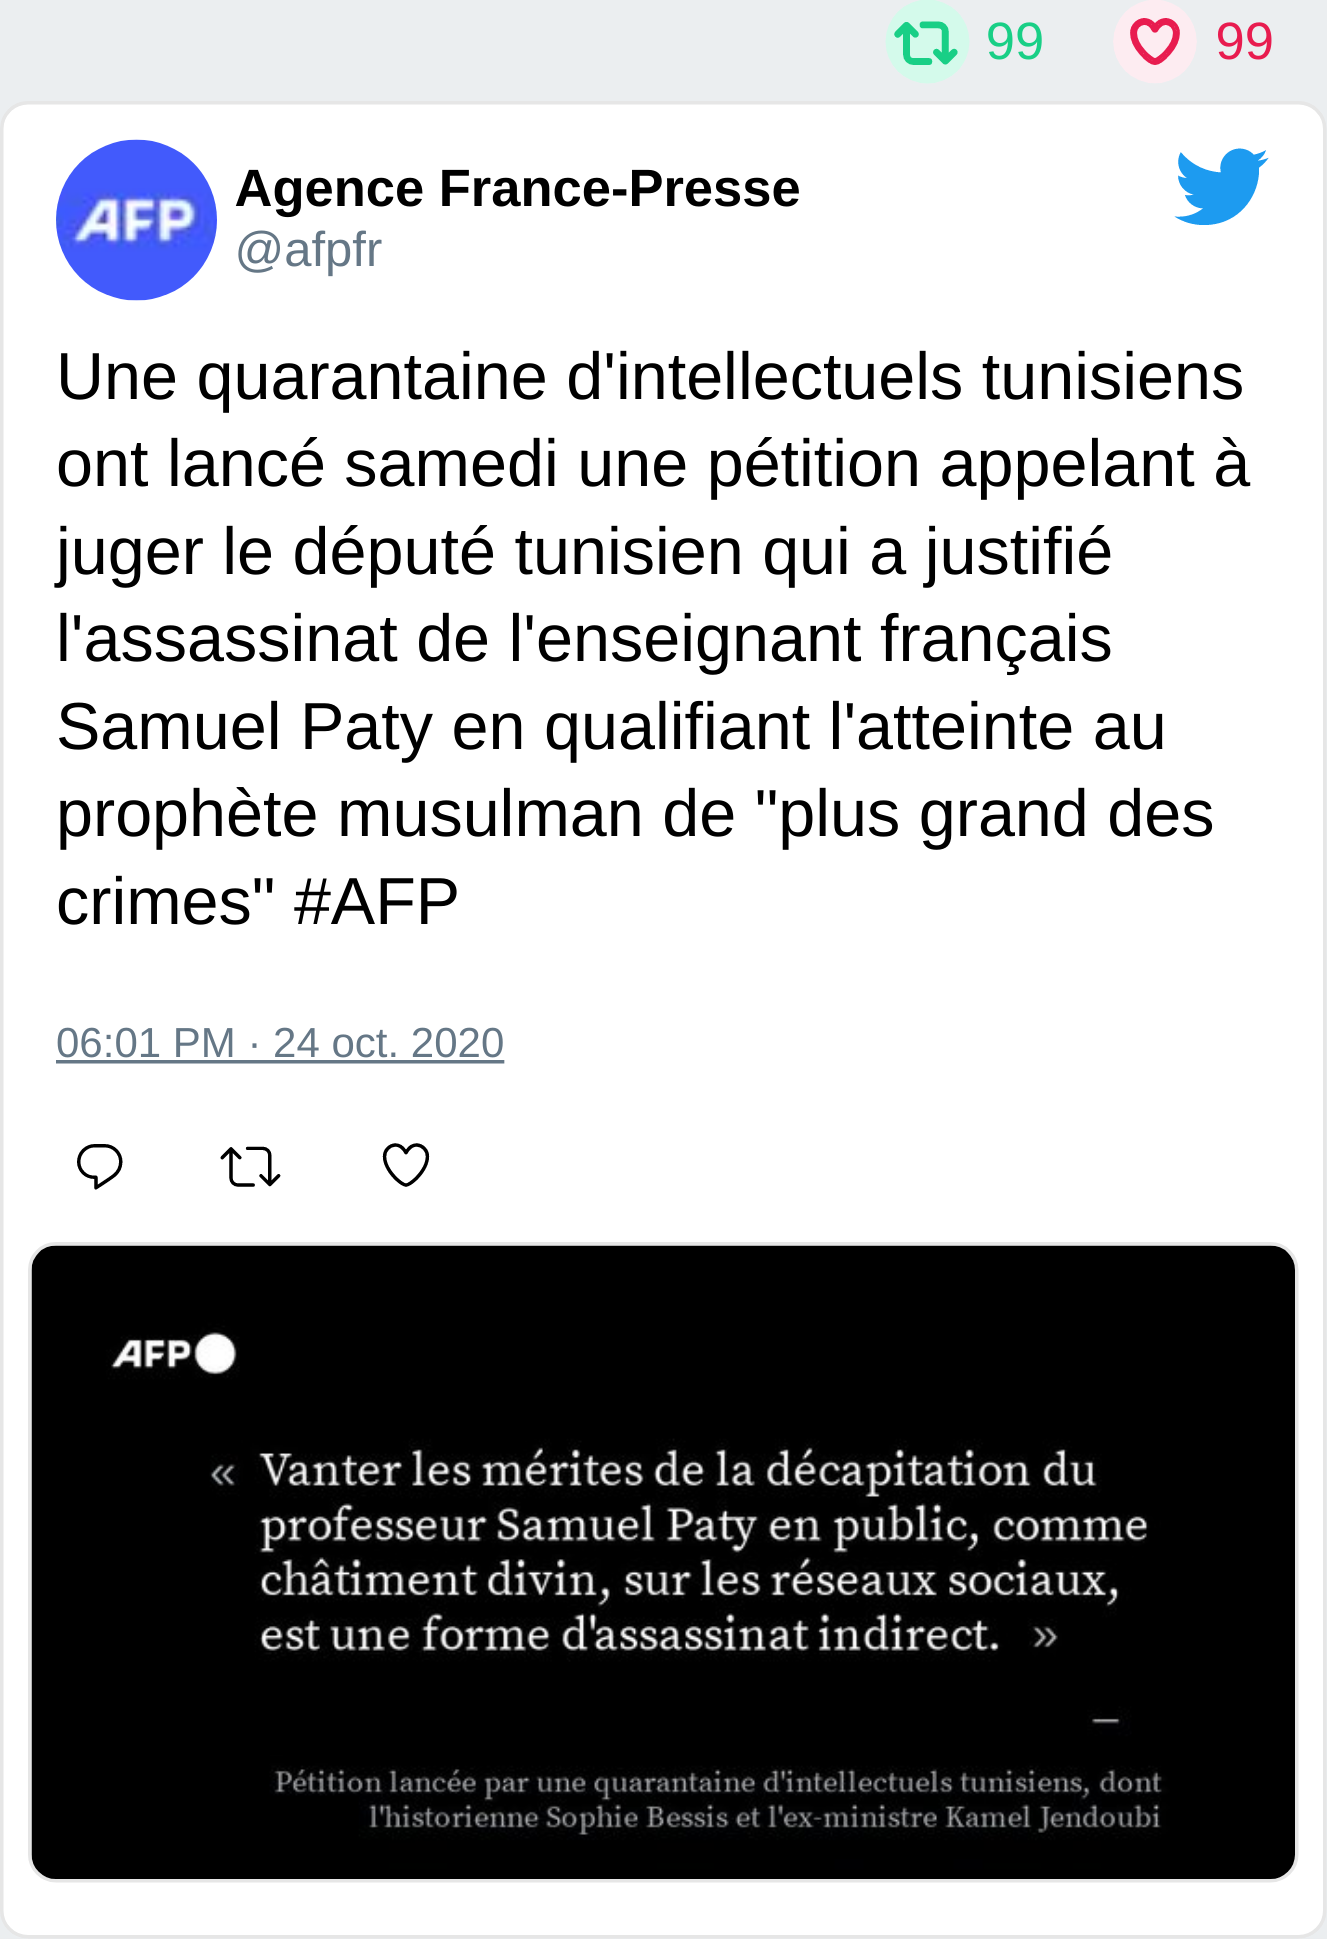 99 99
AFP
Agence France-Presse
@afpfr
Une quarantaine d'intellectuels tunisiens
ont lancé samedi une pétition appelant à
juger le député tunisien qui a justifié
l'assassinat de l'enseignant français
Samuel Paty en qualifiant l'atteinte au
prophète musulman de "plus grand des
crimes" #AFP
06:01 PM · 24 oct. 2020
AFP
« Vanter les mérites de la décapitation du
professeur Samuel Paty en public, comme
châtiment divin, sur les réseaux sociaux,
est une forme d'assassinat indirect. »
—
Pétition lancée par une quarantaine d'intellectuels tunisiens, dont
l'historienne Sophie Bessis et l'ex-ministre Kamel Jendoubi